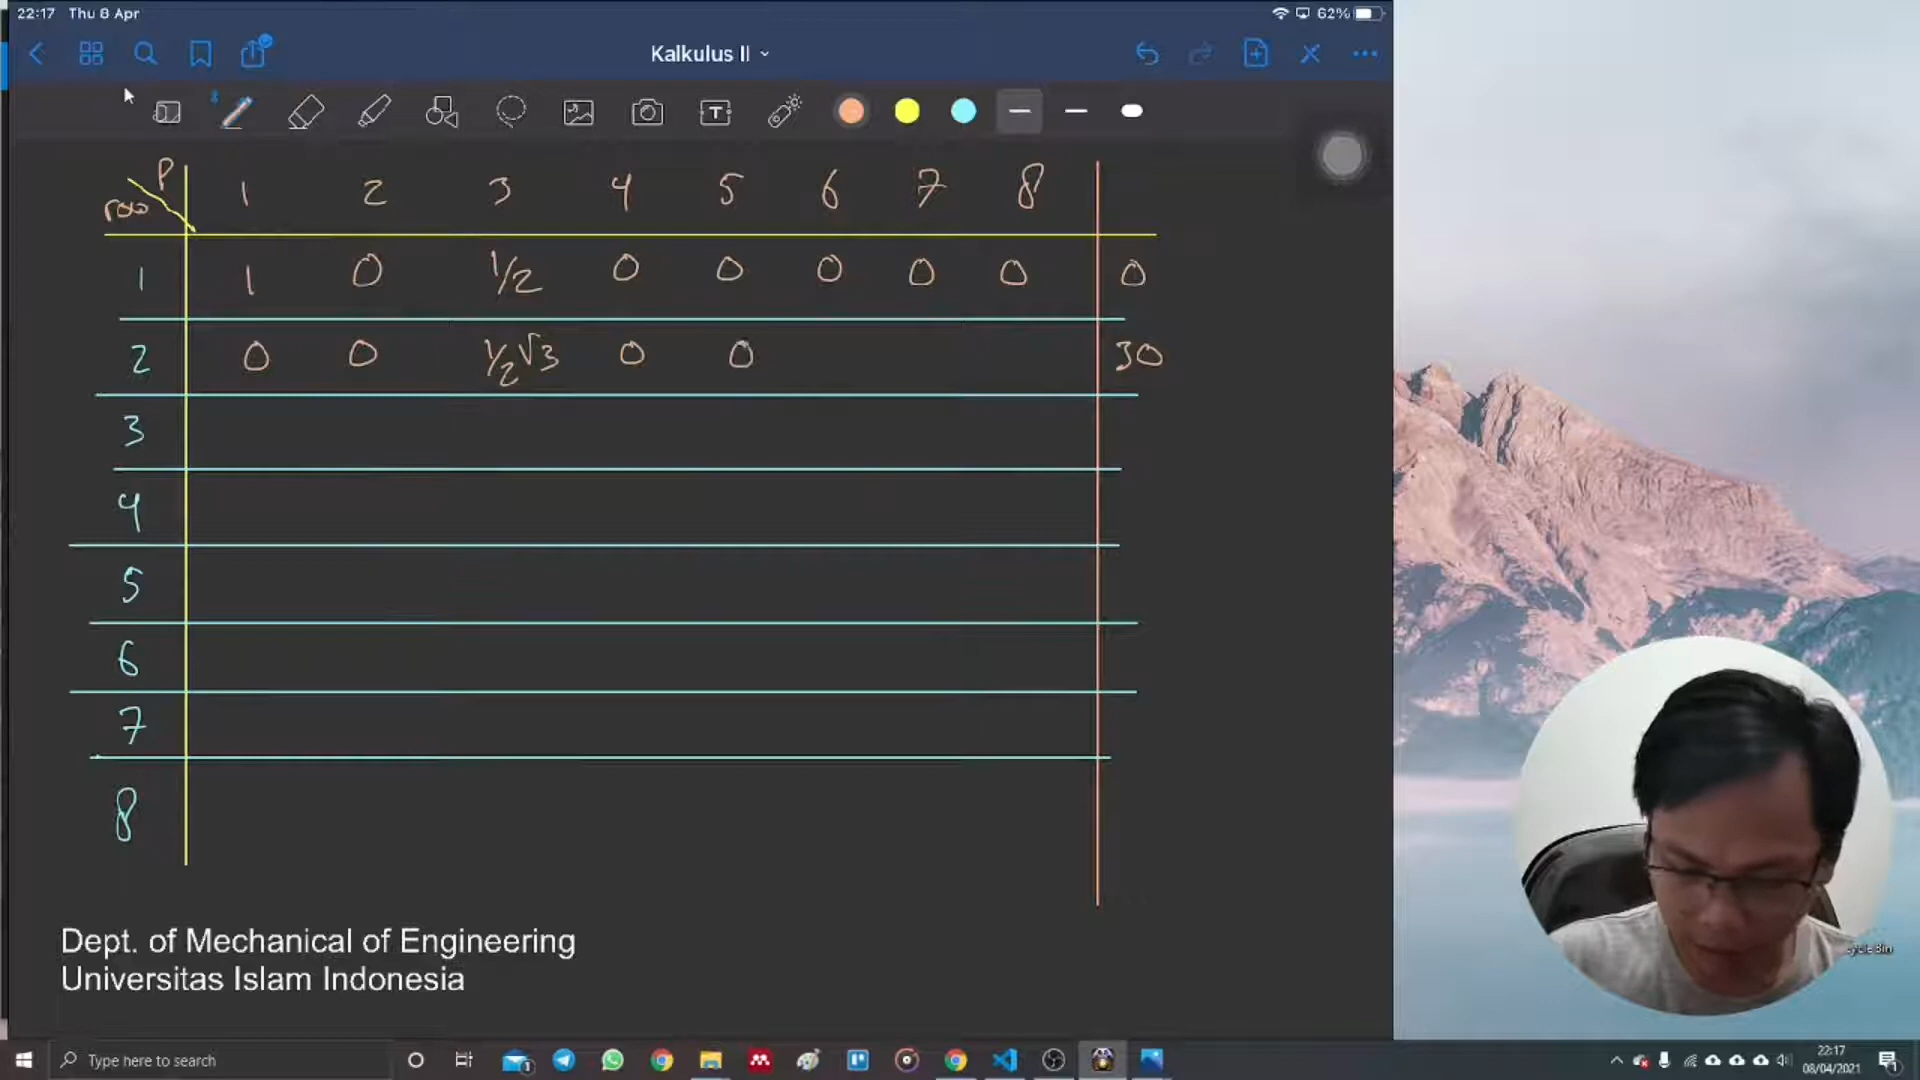 22:17 Thu 8 Apr
62%
Kalkulus II
T
P
row
1 2 3 4 5 6 7 8
1 1 0 1/2 0 0 0 0 0 0
2 0 0 1/2√3 0 0 30
3
4
5
6
7
8
Dept. of Mechanical of Engineering
Universitas Islam Indonesia
Type here to search
22:17
08/04/2021